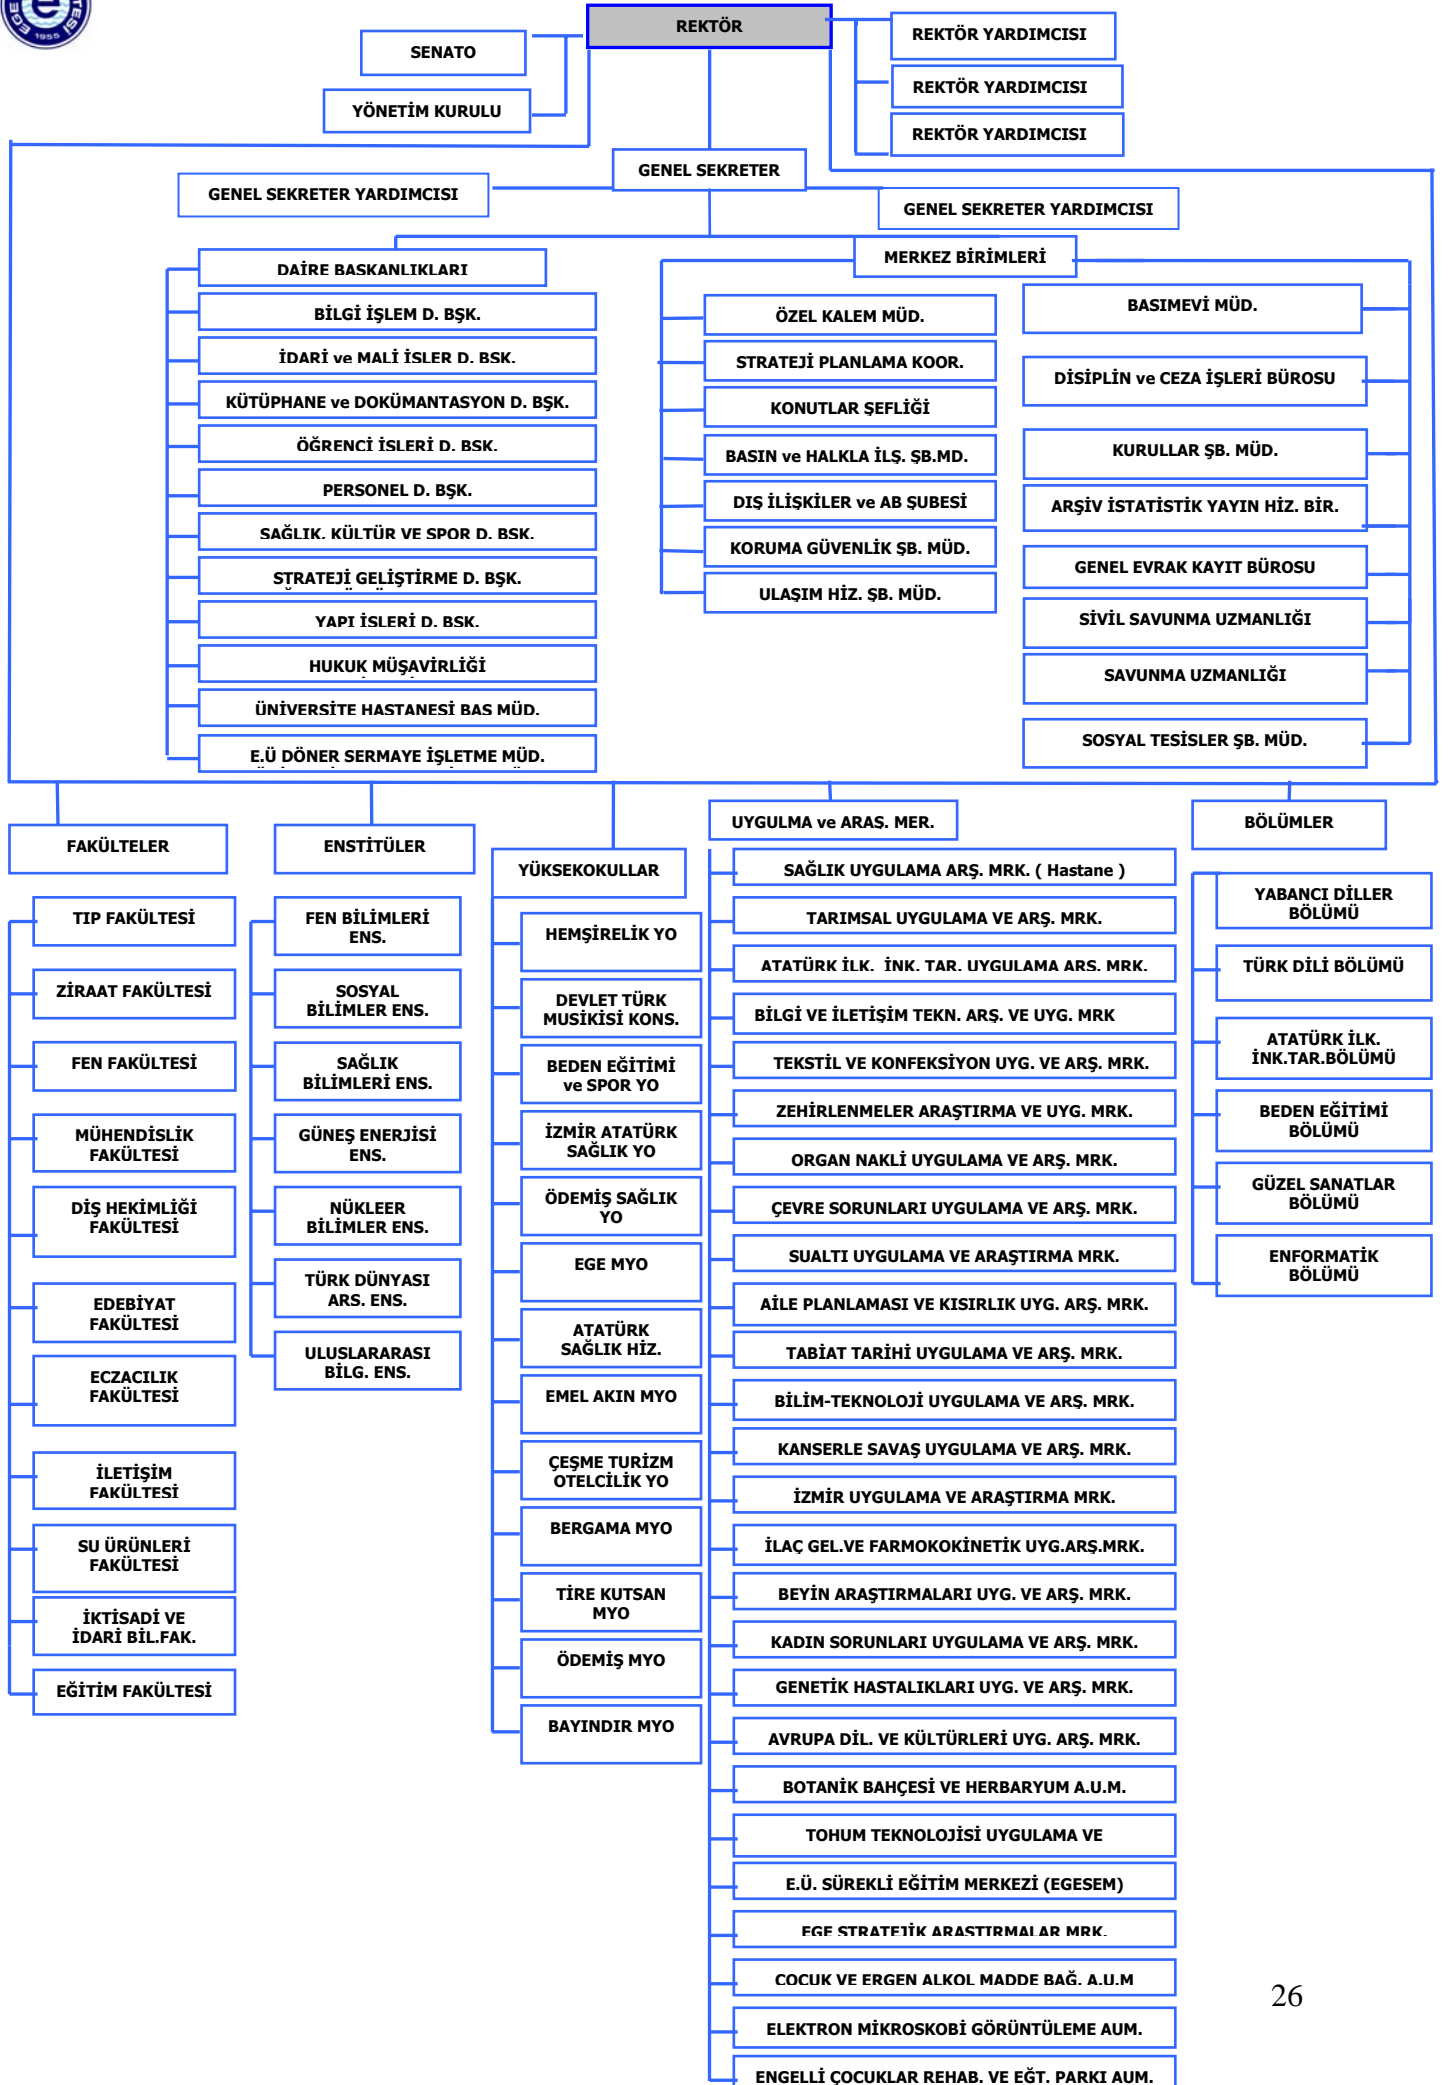 EGE
TESİ
1955
REKTÖR
SENATO
YÖNETİM KURULU
REKTÖR YARDIMCISI
REKTÖR YARDIMCISI
REKTÖR YARDIMCISI
GENEL SEKRETER
GENEL SEKRETER YARDIMCISI
GENEL SEKRETER YARDIMCISI
DAİRE BAŞKANLIKLARI
BİLGİ İŞLEM D. BŞK.
İDARİ ve MALİ İŞLER D. BŞK.
KÜTÜPHANE ve DOKÜMANTASYON D. BŞK.
ÖĞRENCİ İŞLERİ D. BŞK.
PERSONEL D. BŞK.
SAĞLIK, KÜLTÜR VE SPOR D. BŞK.
STRATEJİ GELİŞTİRME D. BŞK.
YAPI İŞLERİ D. BŞK.
HUKUK MÜŞAVİRLİĞİ
ÜNİVERSİTE HASTANESİ BAŞ MÜD.
E.Ü DÖNER SERMAYE İŞLETME MÜD.
MERKEZ BİRİMLERİ
ÖZEL KALEM MÜD.
STRATEJİ PLANLAMA KOOR.
KONUTLAR ŞEFLİĞİ
BASIN ve HALKLA İLŞ. ŞB.MD.
DIŞ İLİŞKİLER ve AB ŞUBESİ
KORUMA GÜVENLİK ŞB. MÜD.
ULAŞIM HİZ. ŞB. MÜD.
BASIMEVİ MÜD.
DİSİPLİN ve CEZA İŞLERİ BÜROSU
KURULLAR ŞB. MÜD.
ARŞİV İSTATİSTİK YAYIN HİZ. BİR.
GENEL EVRAK KAYIT BÜROSU
SİVİL SAVUNMA UZMANLIĞI
SAVUNMA UZMANLIĞI
SOSYAL TESİSLER ŞB. MÜD.
FAKÜLTELER
TIP FAKÜLTESİ
ZİRAAT FAKÜLTESİ
FEN FAKÜLTESİ
MÜHENDİSLİK
FAKÜLTESİ
DİŞ HEKİMLİĞİ
FAKÜLTESİ
EDEBİYAT
FAKÜLTESİ
ECZACILIK
FAKÜLTESİ
İLETİŞİM
FAKÜLTESİ
SU ÜRÜNLERİ
FAKÜLTESİ
İKTİSADİ VE
İDARİ BİL.FAK.
EĞİTİM FAKÜLTESİ
ENSTİTÜLER
FEN BİLİMLERİ
ENS.
SOSYAL
BİLİMLER ENS.
SAĞLIK
BİLİMLERİ ENS.
GÜNEŞ ENERJİSİ
ENS.
NÜKLEER
BİLİMLER ENS.
TÜRK DÜNYASI
ARS. ENS.
ULUSLARARASI
BİLG. ENS.
YÜKSEKOKULLAR
HEMŞİRELİK YO
DEVLET TÜRK
MUSIKİSİ KONS.
BEDEN EĞİTİMİ
ve SPOR YO
İZMİR ATATÜRK
SAĞLIK YO
ÖDEMİŞ SAĞLIK
YO
EGE MYO
ATATÜRK
SAĞLIK HİZ.
EMEL AKIN MYO
ÇEŞME TURİZM
OTELCİLİK YO
BERGAMA MYO
TİRE KUTSAN
MYO
ÖDEMİŞ MYO
BAYINDIR MYO
UYGULMA ve ARAŞ. MER.
SAĞLIK UYGULAMA ARŞ. MRK. ( Hastane )
TARIMSAL UYGULAMA VE ARŞ. MRK.
ATATÜRK İLK. İNK. TAR. UYGULAMA ARŞ. MRK.
BİLGİ VE İLETİŞİM TEKN. ARŞ. VE UYG. MRK
TEKSTİL VE KONFEKSİYON UYG. VE ARŞ. MRK.
ZEHİRLENMELER ARAŞTIRMA VE UYG. MRK.
ORGAN NAKLİ UYGULAMA VE ARŞ. MRK.
ÇEVRE SORUNLARI UYGULAMA VE ARŞ. MRK.
SUALTI UYGULAMA VE ARAŞTIRMA MRK.
AİLE PLANLAMASI VE KISIRLIK UYG. ARŞ. MRK.
TABİAT TARİHİ UYGULAMA VE ARŞ. MRK.
BİLİM-TEKNOLOJİ UYGULAMA VE ARŞ. MRK.
KANSERLE SAVAŞ UYGULAMA VE ARŞ. MRK.
İZMİR UYGULAMA VE ARAŞTIRMA MRK.
İLAÇ GEL.VE FARMOKOKİNETİK UYG.ARŞ.MRK.
BEYİN ARAŞTIRMALARI UYG. VE ARŞ. MRK.
KADIN SORUNLARI UYGULAMA VE ARŞ. MRK.
GENETİK HASTALIKLARI UYG. VE ARŞ. MRK.
AVRUPA DİL. VE KÜLTÜRLERİ UYG. ARŞ. MRK.
BOTANİK BAHÇESİ VE HERBARYUM A.U.M.
TOHUM TEKNOLOJİSİ UYGULAMA VE
E.Ü. SÜREKLİ EĞİTİM MERKEZİ (EGESEM)
EGE STRATEJİK ARAŞTIRMALAR MRK.
ÇOCUK VE ERGEN ALKOL MADDE BAĞ. A.U.M
ELEKTRON MİKROSKOBİ GÖRÜNTÜLEME AUM.
ENGELLİ ÇOCUKLAR REHAB. VE EĞT. PARKI AUM.
BÖLÜMLER
YABANCI DİLLER
BÖLÜMÜ
TÜRK DİLİ BÖLÜMÜ
ATATÜRK İLK.
İNK.TAR.BÖLÜMÜ
BEDEN EĞİTİMİ
BÖLÜMÜ
GÜZEL SANATLAR
BÖLÜMÜ
ENFORMATİK
BÖLÜMÜ
26